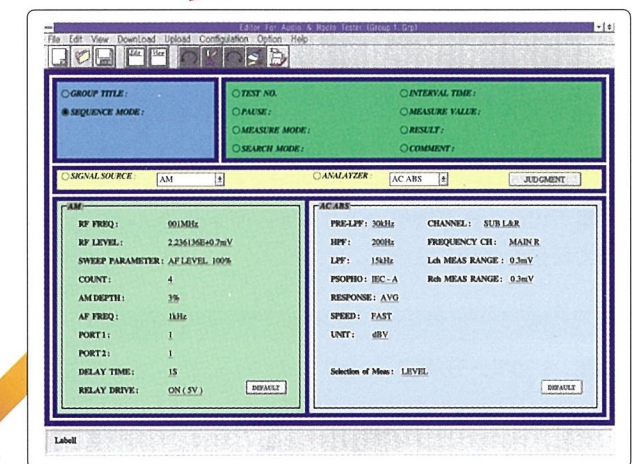 Editor For Audio & Radio Tester (Group 1. Grp)
File Edit View DownLoad Upload Configulation Option Help
GROUP TITLE :
SEQUENCE MODE :
TEST NO.
PAUSE :
MEASURE MODE :
SEARCH MODE :
INTERVAL TIME :
MEASURE VALUE :
RESULT :
COMMENT :
SIGNAL SOURCE : AM
ANALAYZER : AC ABS
JUDGMENT
AM
RF FREQ : 001MHz
RF LEVEL : 2.236136E+0.7mV
SWEEP PARAMETER : AF LEVEL 100%
COUNT : 4
AM DEPTH : 3%
AF FREQ : 1kHz
PORT 1 : 1
PORT 2 : 1
DELAY TIME : 1S
RELAY DRIVE : ON ( 5V )
DEFAULT
AC ABS
PRE-LPF : 30kHz
HPF : 200Hz
LPF : 15kHz
PSOPHO : IEC - A
RESPONSE : AVG
SPEED : FAST
UNIT : dBV
CHANNEL : SUB L&R
FREQUENCY CH : MAIN R
Lch MEAS RANGE : 0.3mV
Rch MEAS RANGE : 0.3mV
Selection of Meas : LEVEL
DEFAULT
Labell